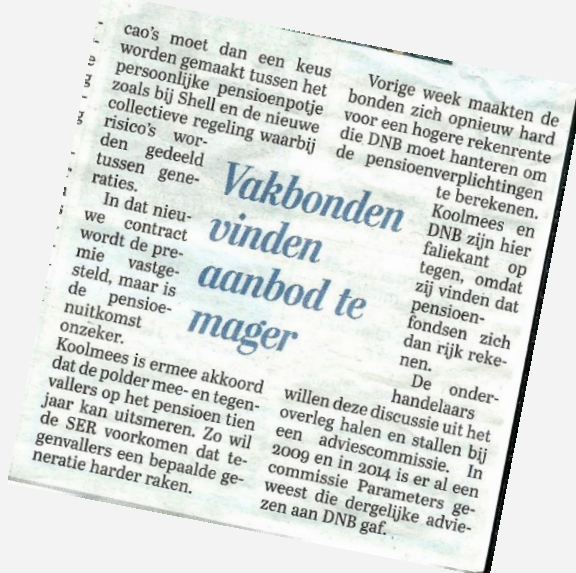 cao's moet dan een keus
worden gemaakt tussen het
persoonlijke pensioenpotje
zoals bij Shell en de nieuwe
collectieve regeling waarbij
risico's wor-
den gedeeld
tussen gene-
raties.
In dat nieu-
we contract
wordt de pre-
mie vastge-
steld, maar is
de pensioe-
nuitkomst
onzeker.
Koolmees is ermee akkoord
dat de polder mee- en tegen-
vallers op het pensioen tien
jaar kan uitsmeren. Zo wil
de SER voorkomen dat te-
genvallers een bepaalde ge-
neratie harder raken.
Vakbonden
vinden
aanbod te
mager
Vorige week maakten de
bonden zich opnieuw hard
voor een hogere rekenrente
die DNB moet hanteren om
de pensioenverplichtingen
te berekenen.
Koolmees en
DNB zijn hier
faliekant op
tegen, omdat
zij vinden dat
pensioen-
fondsen zich
dan rijk reke-
nen.
De onder-
handelaars
willen deze discussie uit het
overleg halen en stallen bij
een adviescommissie. In
2009 en in 2014 is er al een
commissie Parameters ge-
weest die dergelijke advie-
zen aan DNB gaf.